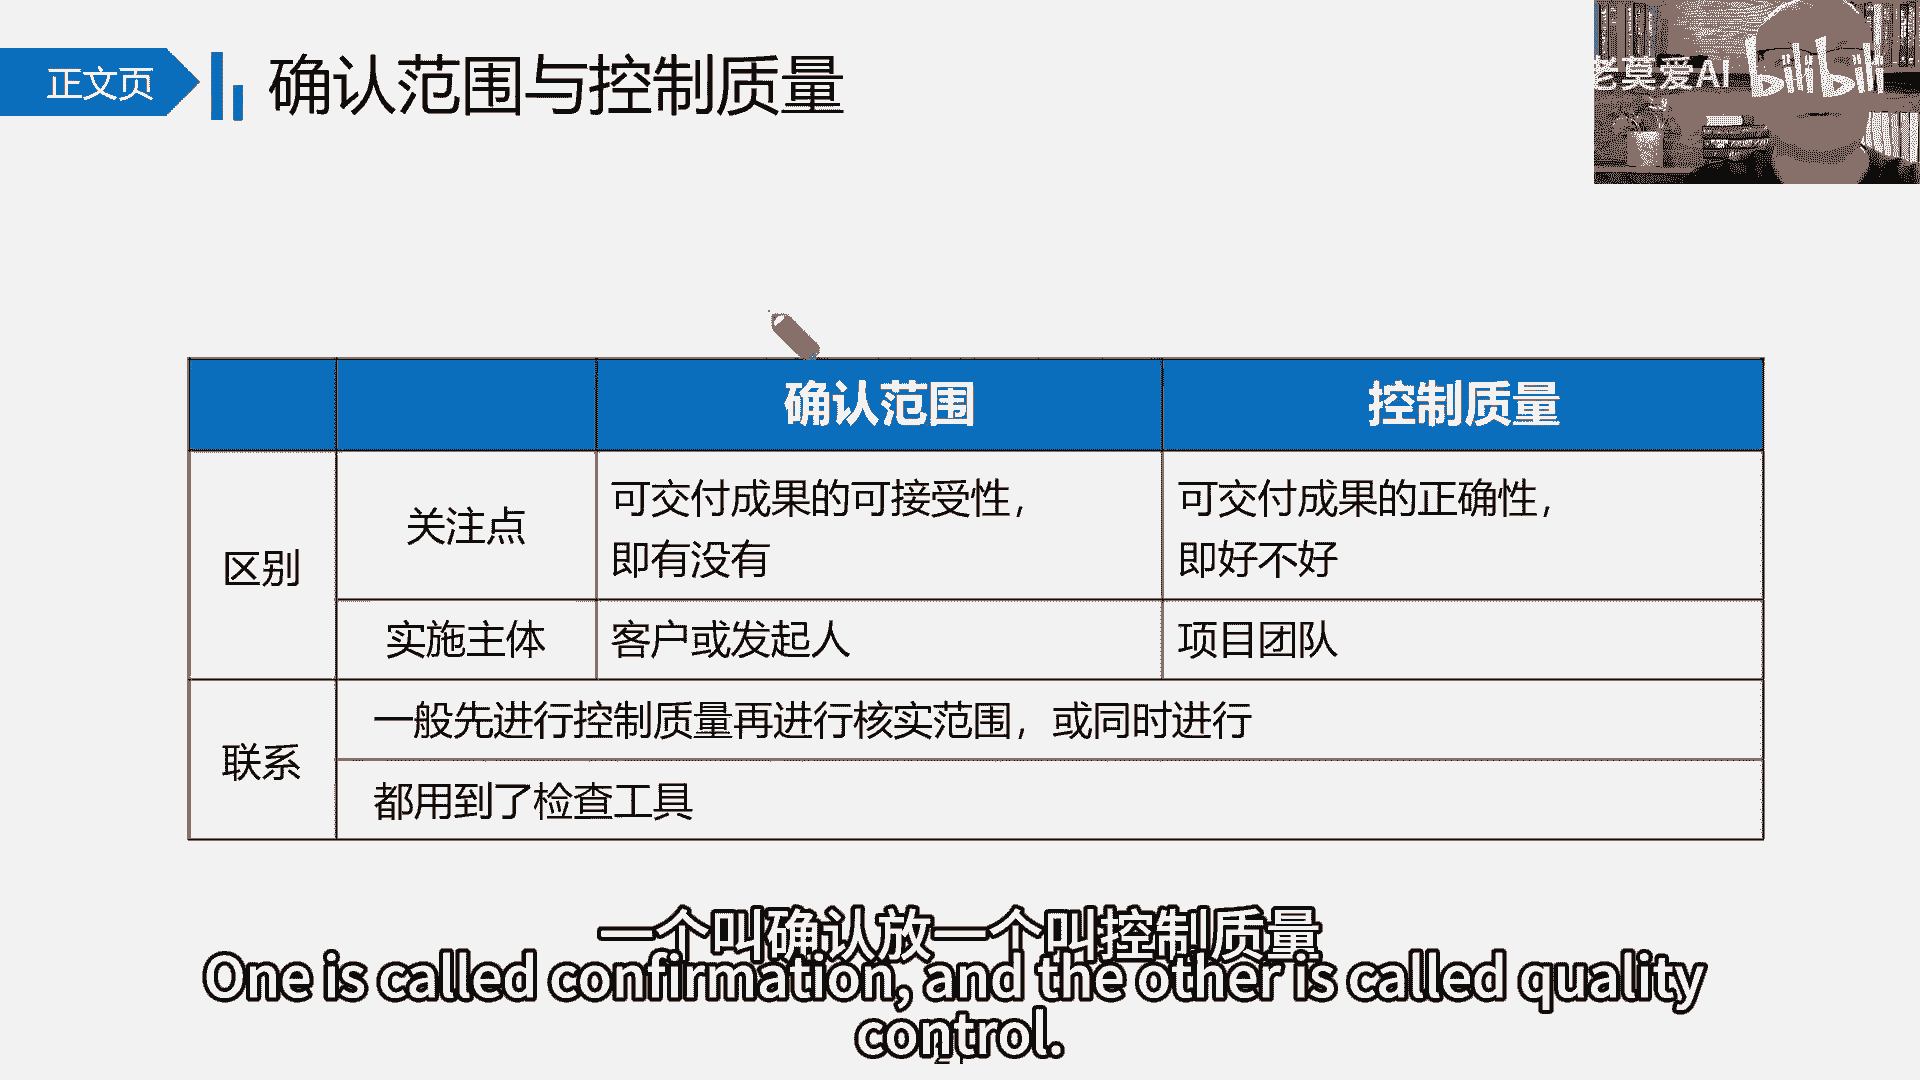 正文页
确认范围与控制质量
老莫爱AI
bilibili
确认范围
控制质量
区别
关注点
可交付成果的可接受性，
即有没有
可交付成果的正确性，
即好不好
实施主体
客户或发起人
项目团队
联系
一般先进行控制质量再进行核实范围，或同时进行
都用到了检查工具
一个叫确认放一个叫控制质量
One is called confirmation, and the other is called quality
control.